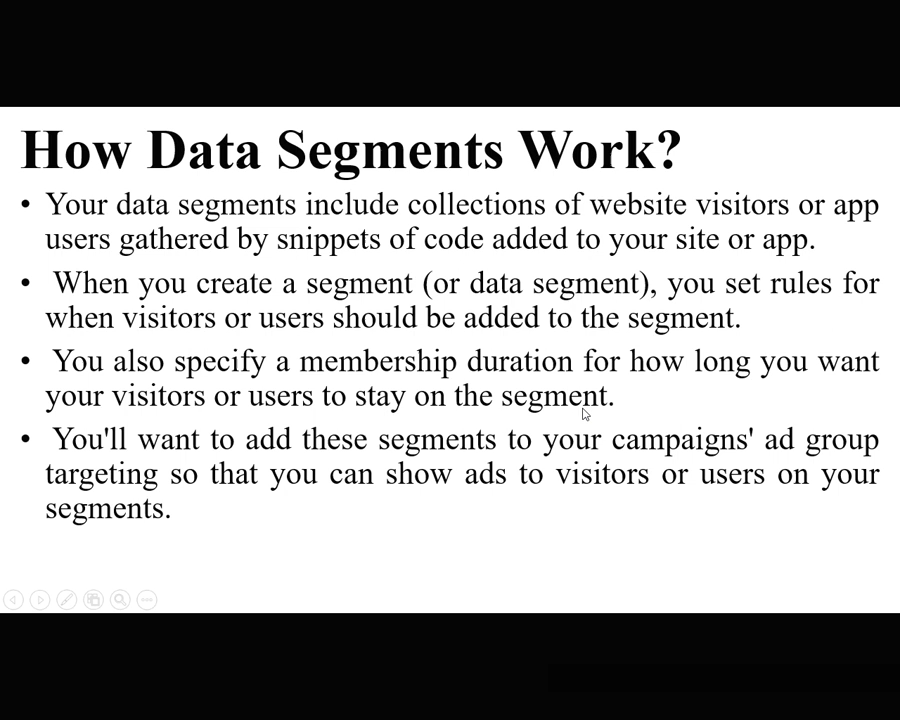 How Data Segments Work?
• Your data segments include collections of website visitors or app
users gathered by snippets of code added to your site or app.
• When you create a segment (or data segment), you set rules for
when visitors or users should be added to the segment.
• You also specify a membership duration for how long you want
your visitors or users to stay on the segment.
• You'll want to add these segments to your campaigns' ad group
targeting so that you can show ads to visitors or users on your
segments.